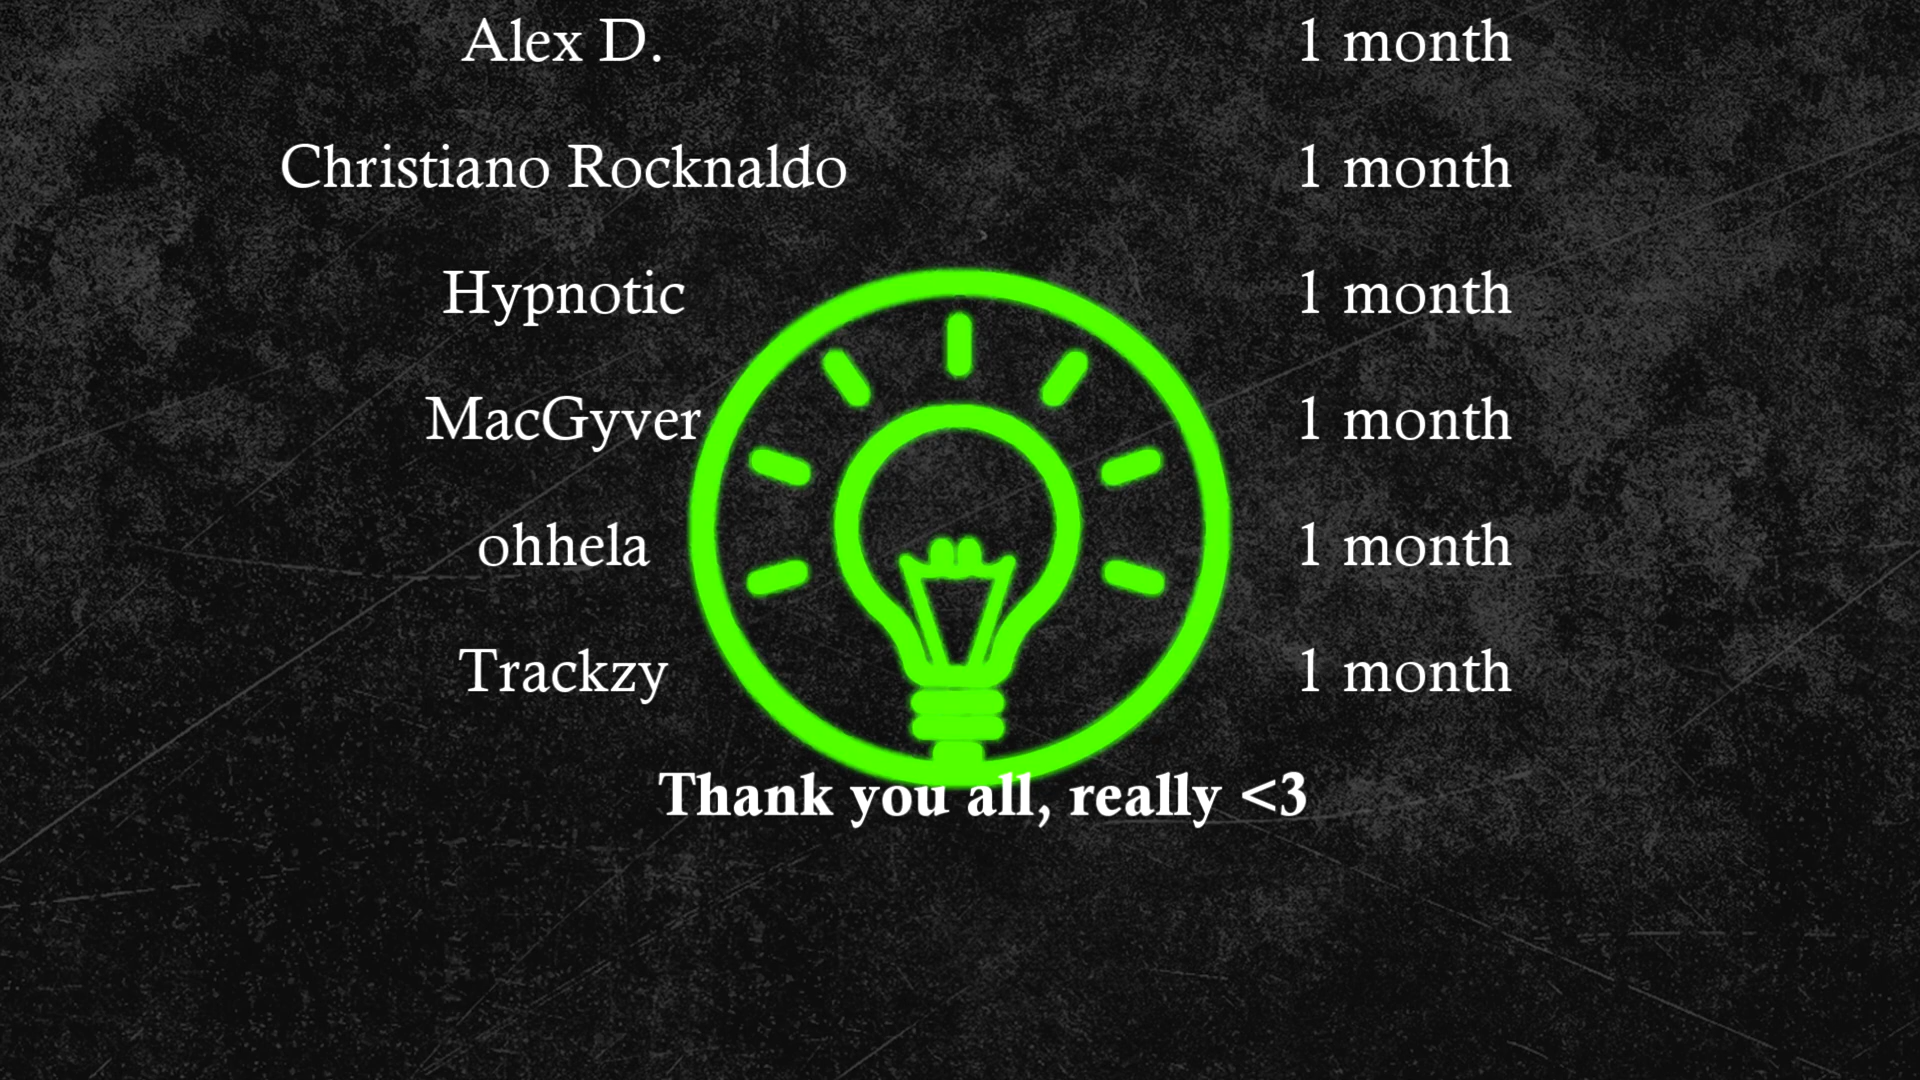 Alex D. 1 month
Christiano Rocknaldo 1 month
Hypnotic 1 month
MacGyver 1 month
ohhela 1 month
Trackzy 1 month
Thank you all, really <3